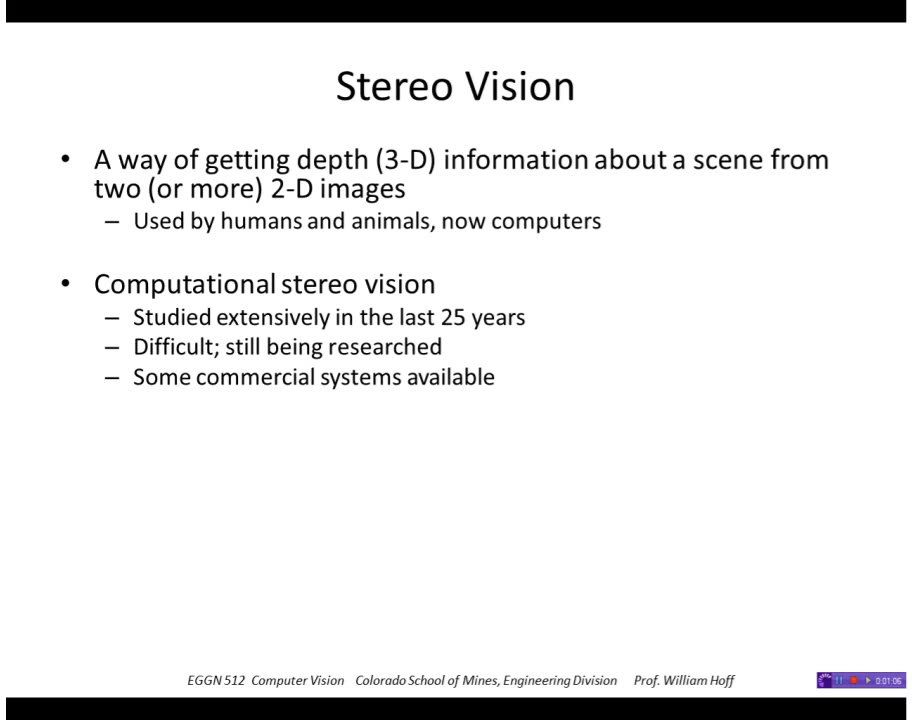 Stereo Vision
• A way of getting depth (3-D) information about a scene from
two (or more) 2-D images
– Used by humans and animals, now computers
• Computational stereo vision
– Studied extensively in the last 25 years
– Difficult; still being researched
– Some commercial systems available
EGGN 512 Computer Vision Colorado School of Mines, Engineering Division Prof. William Hoff
0:01:06